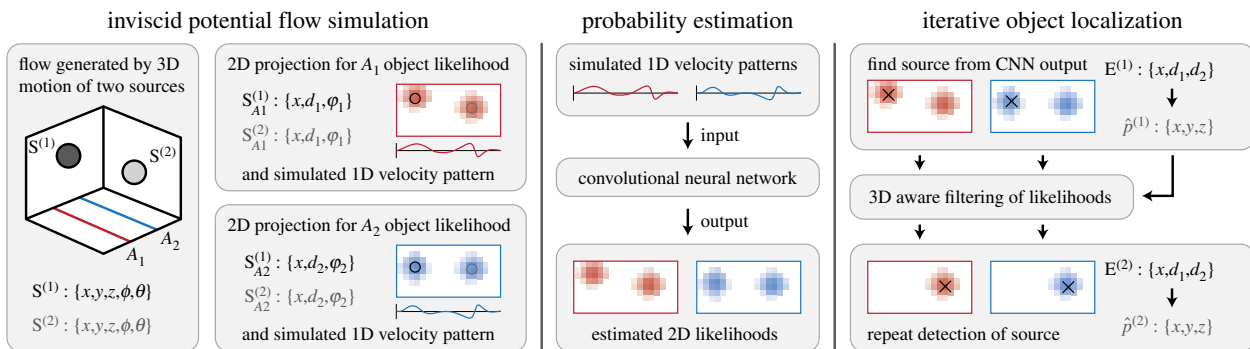 inviscid potential flow simulation
flow generated by 3D
motion of two sources
S⁽¹⁾
S⁽²⁾
A₁
A₂
S⁽¹⁾ : {x,y,z,ϕ,θ}
S⁽²⁾ : {x,y,z,ϕ,θ}
2D projection for A₁ object likelihood
S⁽¹⁾_A1 : {x,d₁,φ₁}
S⁽²⁾_A1 : {x,d₁,φ₁}
and simulated 1D velocity pattern
2D projection for A₂ object likelihood
S⁽¹⁾_A2 : {x,d₂,φ₂}
S⁽²⁾_A2 : {x,d₂,φ₂}
and simulated 1D velocity pattern
probability estimation
simulated 1D velocity patterns
input
convolutional neural network
output
estimated 2D likelihoods
iterative object localization
find source from CNN output
E⁽¹⁾ : {x,d₁,d₂}
p̂⁽¹⁾ : {x,y,z}
3D aware filtering of likelihoods
E⁽²⁾ : {x,d₁,d₂}
p̂⁽²⁾ : {x,y,z}
repeat detection of source